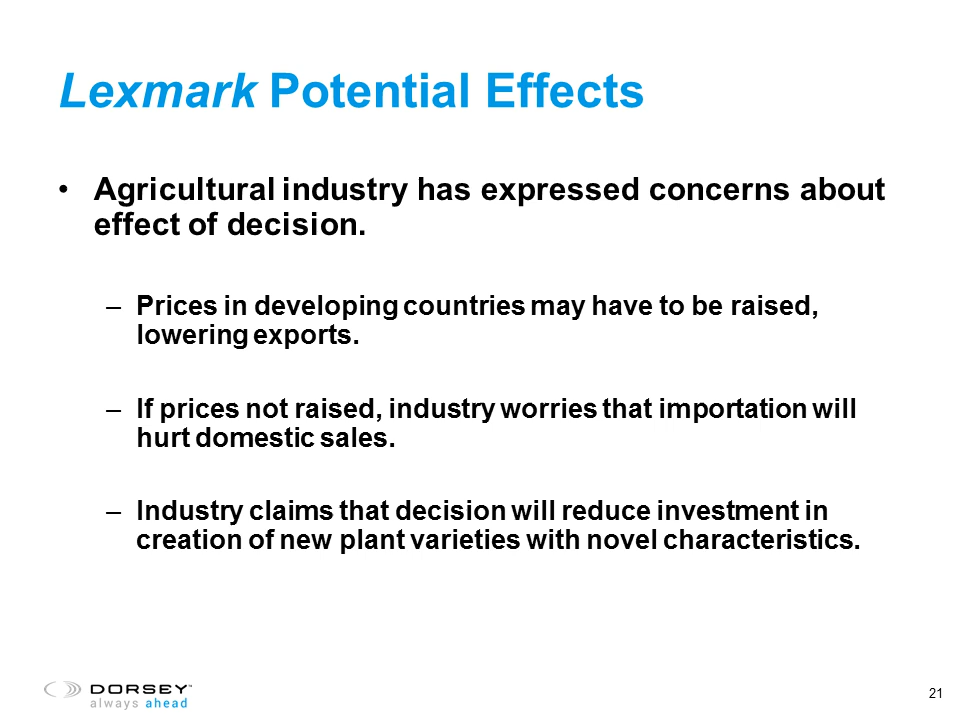 Lexmark Potential Effects
• Agricultural industry has expressed concerns about
effect of decision.
– Prices in developing countries may have to be raised,
lowering exports.
– If prices not raised, industry worries that importation will
hurt domestic sales.
– Industry claims that decision will reduce investment in
creation of new plant varieties with novel characteristics.
DORSEY™
always ahead
21